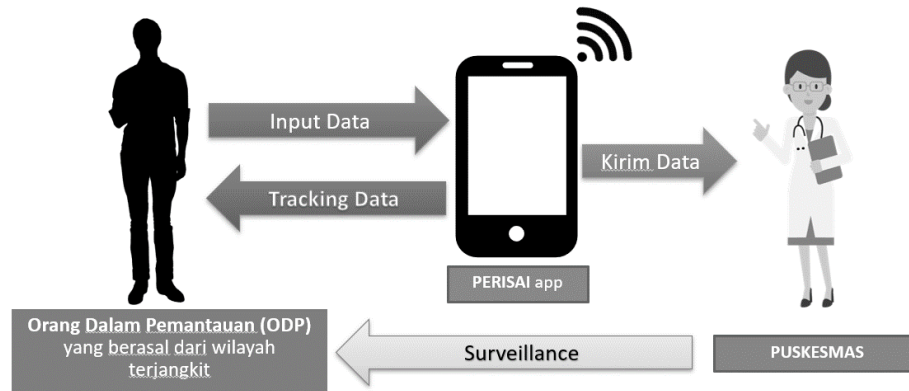 Input Data
Tracking Data
Kirim Data
PERISAI app
Orang Dalam Pemantauan (ODP)
yang berasal dari wilayah
terjangkit
Surveillance
PUSKESMAS